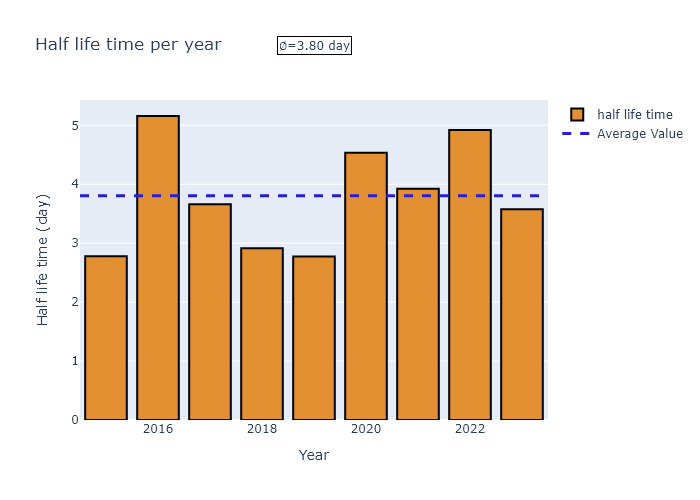 Half life time per year
∅=3.80 day
half life time
Average Value
Half life time (day)
5
4
3
2
1
0
2016 2018 2020 2022
Year